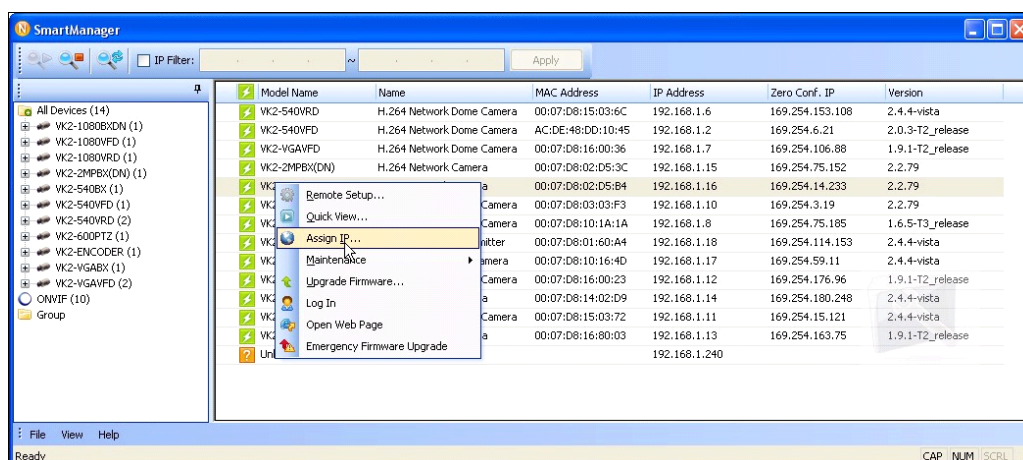 SmartManager
IP Filter: . . . ~ . . . Apply
All Devices (14)
VK2-1080BXDN (1)
VK2-1080VFD (1)
VK2-1080VRD (1)
VK2-2MPBX(DN) (1)
VK2-540BX (1)
VK2-540VFD (1)
VK2-540VRD (2)
VK2-600PTZ (1)
VK2-ENCODER (1)
VK2-VGABX (1)
VK2-VGAVFD (2)
ONVIF (10)
Group
Model Name Name MAC Address IP Address Zero Conf. IP Version
VK2-540VRD H.264 Network Dome Camera 00:07:D8:15:03:6C 192.168.1.6 169.254.153.108 2.4.4-vista
VK2-540VFD H.264 Network Dome Camera AC:DE:48:DD:10:45 192.168.1.2 169.254.6.21 2.0.3-T2_release
VK2-VGAVFD H.264 Network Dome Camera 00:07:D8:16:00:36 192.168.1.7 169.254.106.88 1.9.1-T2_release
VK2-2MPBX(DN) H.264 Network Camera 00:07:D8:02:D5:3C 192.168.1.15 169.254.75.152 2.2.79
VK2 a 00:07:D8:02:D5:B4 192.168.1.16 169.254.14.233 2.2.79
VK2 Camera 00:07:D8:03:03:F3 192.168.1.10 169.254.3.19 2.2.79
VK2 Camera 00:07:D8:10:1A:1A 192.168.1.8 169.254.75.185 1.6.5-T3_release
VK2 mitter 00:07:D8:01:60:A4 192.168.1.18 169.254.114.153 2.4.4-vista
VK2 amera 00:07:D8:10:16:4D 192.168.1.17 169.254.59.11 2.4.4-vista
VK2 Camera 00:07:D8:16:00:23 192.168.1.12 169.254.176.96 1.9.1-T2_release
VK2 a 00:07:D8:14:02:D9 192.168.1.14 169.254.180.248 2.4.4-vista
VK2 Camera 00:07:D8:15:03:72 192.168.1.11 169.254.15.121 2.4.4-vista
VK2 a 00:07:D8:16:80:03 192.168.1.13 169.254.163.75 1.9.1-T2_release
Unl 192.168.1.240
Remote Setup...
Quick View...
Assign IP...
Maintenance
Upgrade Firmware...
Log In
Open Web Page
Emergency Firmware Upgrade
File View Help
Ready CAP NUM SCRL